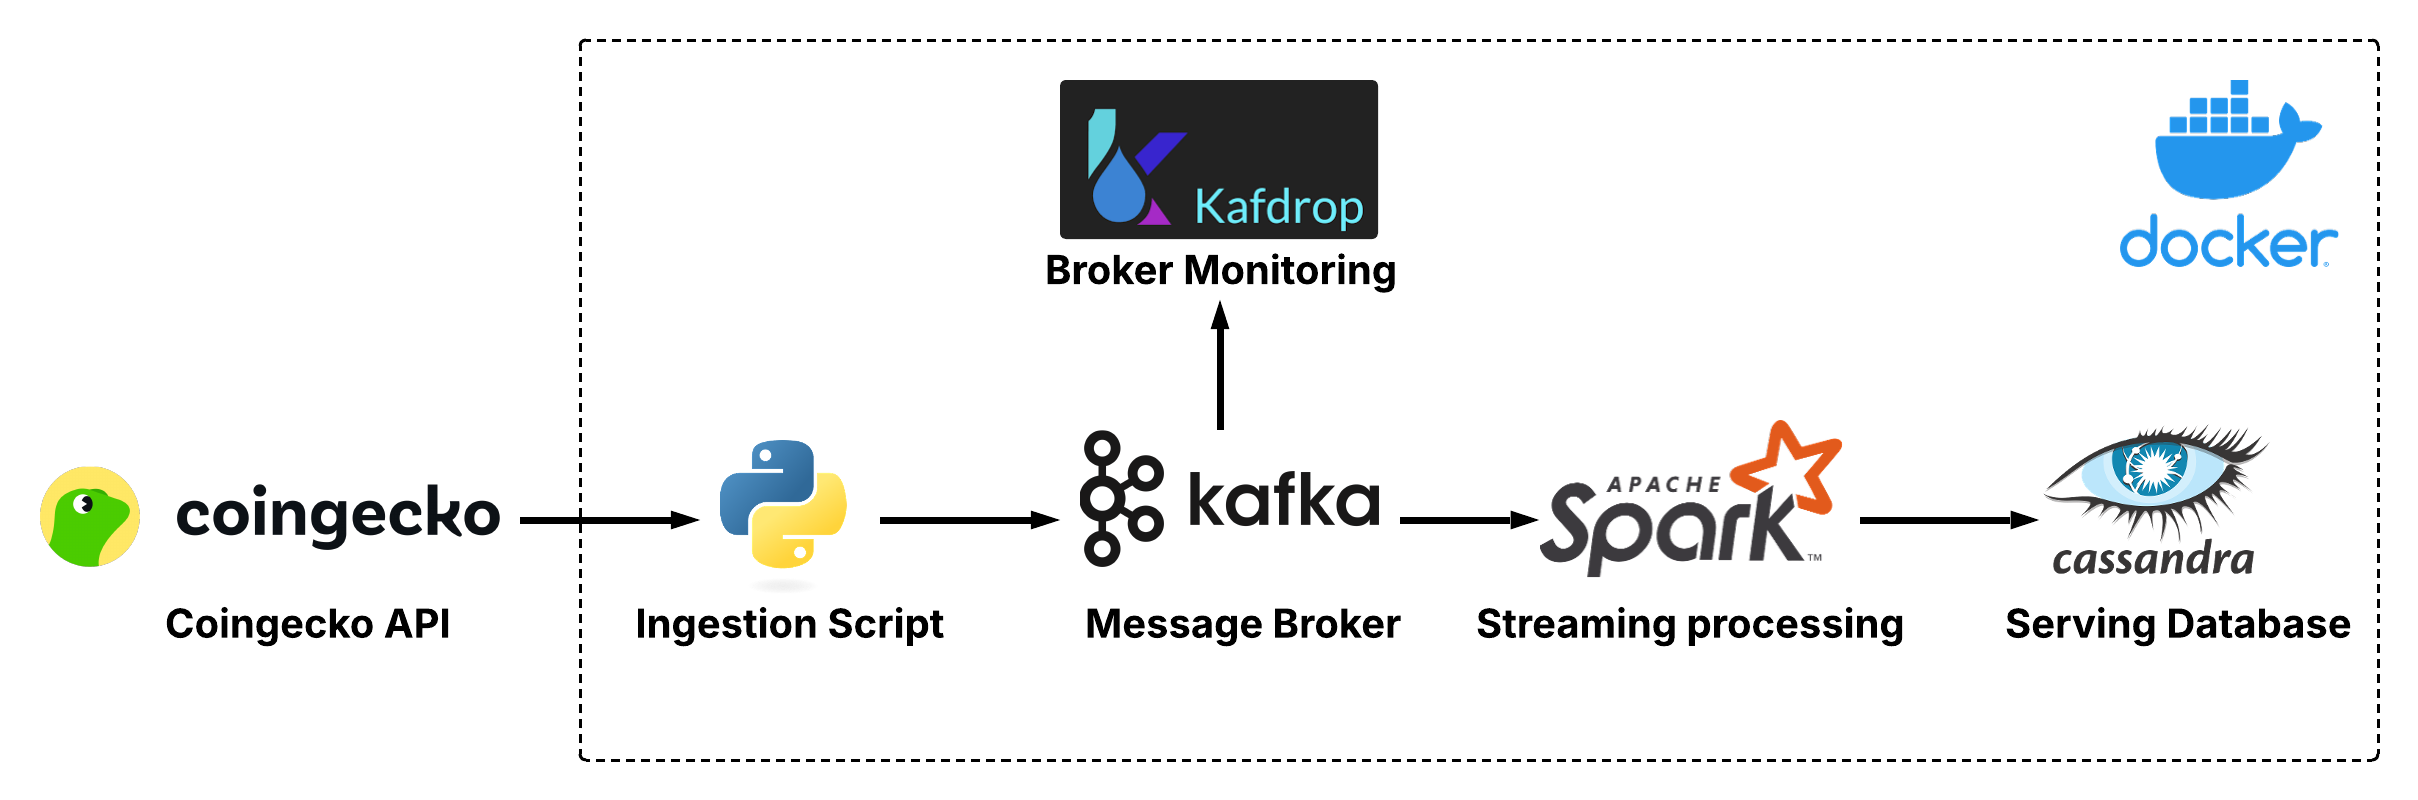 Kafdrop
Broker Monitoring
docker
coingecko
kafka
APACHE
Spark™
cassandra
Coingecko API
Ingestion Script
Message Broker
Streaming processing
Serving Database